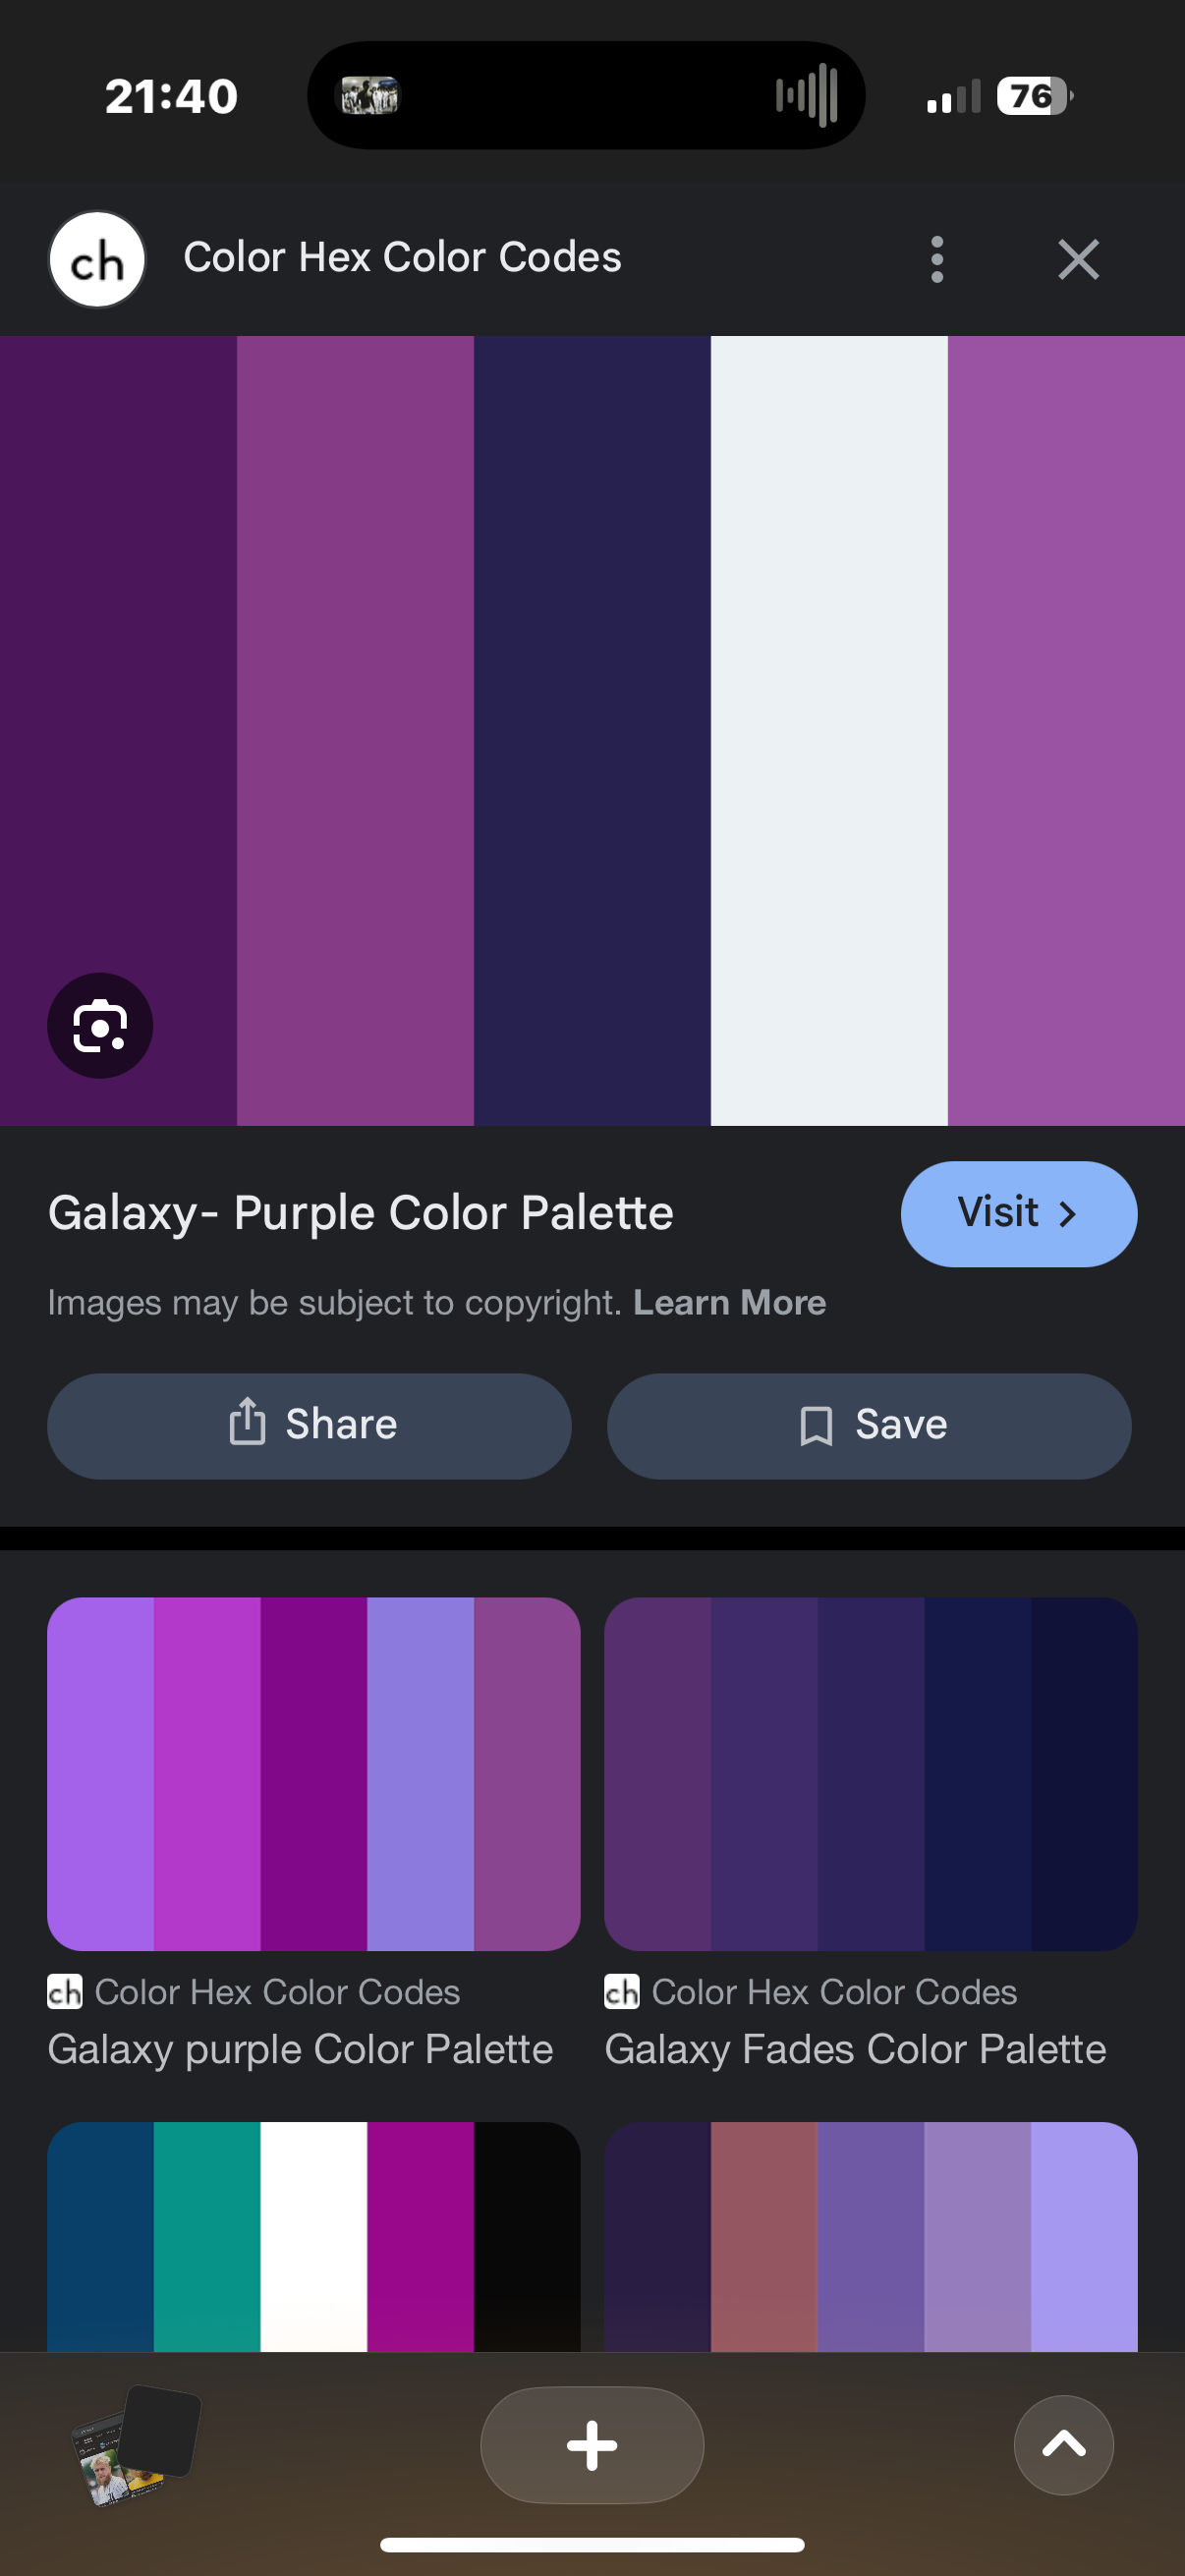 21:40
76
ch
Color Hex Color Codes
Galaxy- Purple Color Palette
Visit
Images may be subject to copyright. Learn More
Share
Save
ch Color Hex Color Codes
Galaxy purple Color Palette
ch Color Hex Color Codes
Galaxy Fades Color Palette